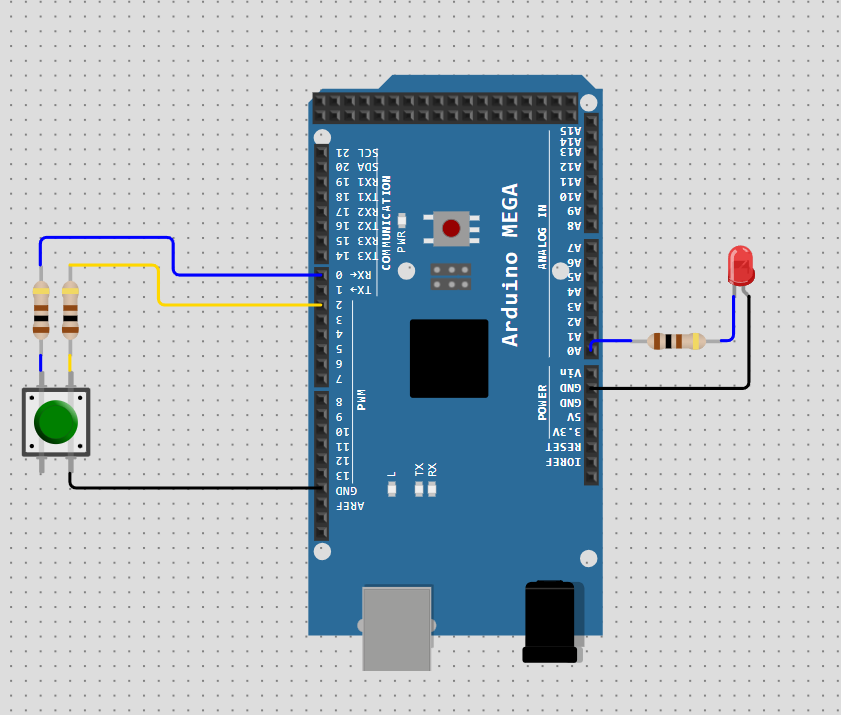 SCL 21
SDA 20
RX1 19
TX1 18
RX2 17
TX2 16
RX3 15
TX3 14
COMMUNICATION
RX← 0
TX→ 1
2
3
4
5
6
7
PWM
8
9
10
11
12
13
GND
AREF
PWR
L
TX
RX
Arduino MEGA
ANALOG IN
A15
A14
A13
A12
A11
A10
A9
A8
A7
A6
A5
A4
A3
A2
A1
A0
POWER
Vin
GND
GND
5V
3.3V
RESET
IOREF